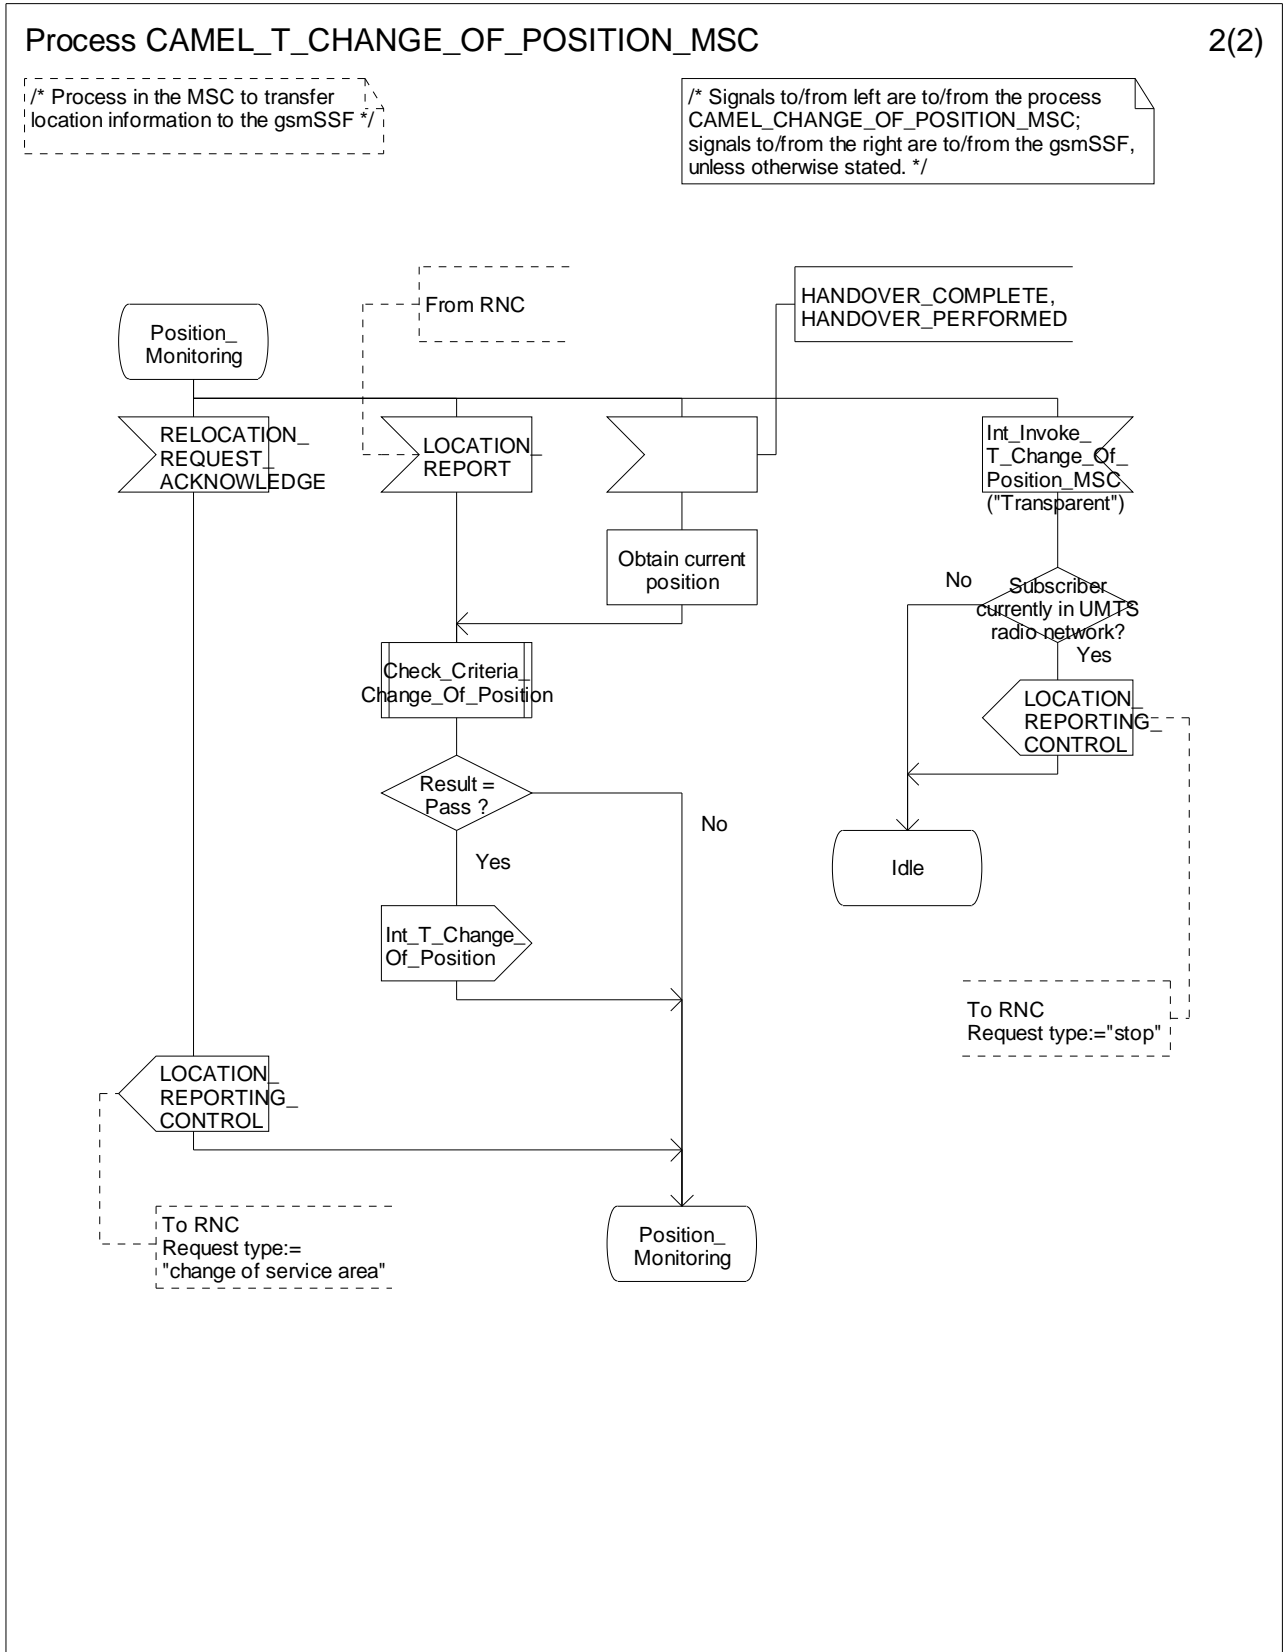 Process CAMEL_T_CHANGE_OF_POSITION_MSC
2(2)
/* Process in the MSC to transfer
location information to the gsmSSF */
/* Signals to/from left are to/from the process
CAMEL_CHANGE_OF_POSITION_MSC;
signals to/from the right are to/from the gsmSSF,
unless otherwise stated. */
Position_
Monitoring
From RNC
HANDOVER_COMPLETE,
HANDOVER_PERFORMED
RELOCATION_
REQUEST_
ACKNOWLEDGE
LOCATION_
REPORT
Int_Invoke_
T_Change_Of_
Position_MSC
("Transparent")
Obtain current
position
No
Subscriber
currently in UMTS
radio network?
Yes
Check_Criteria_
Change_Of_Position
LOCATION_
REPORTING_
CONTROL
Result =
Pass ?
No
Yes
Idle
Int_T_Change_
Of_Position
To RNC
Request type:="stop"
LOCATION_
REPORTING_
CONTROL
To RNC
Request type:=
"change of service area"
Position_
Monitoring